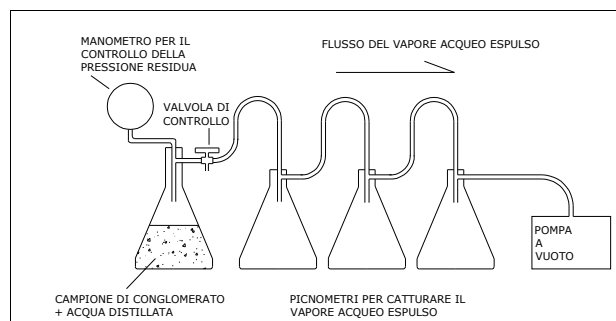 MANOMETRO PER IL
CONTROLLO DELLA
PRESSIONE RESIDUA
FLUSSO DEL VAPORE ACQUEO ESPULSO
VALVOLA DI
CONTROLLO
POMPA
A
VUOTO
CAMPIONE DI CONGLOMERATO
+ ACQUA DISTILLATA
PICNOMETRI PER CATTURARE IL
VAPORE ACQUEO ESPULSO